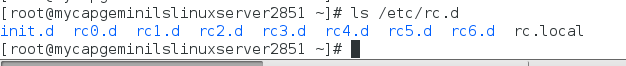 [root@mycapgeminilslinuxserver2851 ~]# ls /etc/rc.d
init.d  rc0.d  rc1.d  rc2.d  rc3.d  rc4.d  rc5.d  rc6.d  rc.local
[root@mycapgeminilslinuxserver2851 ~]#